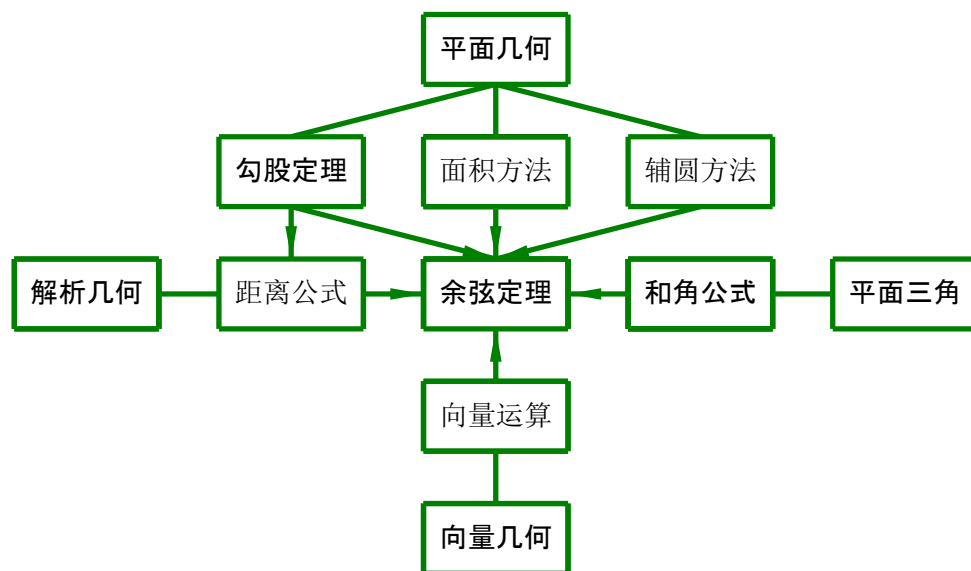 平面几何
勾股定理
面积方法
辅圆方法
解析几何
距离公式
余弦定理
和角公式
平面三角
向量运算
向量几何